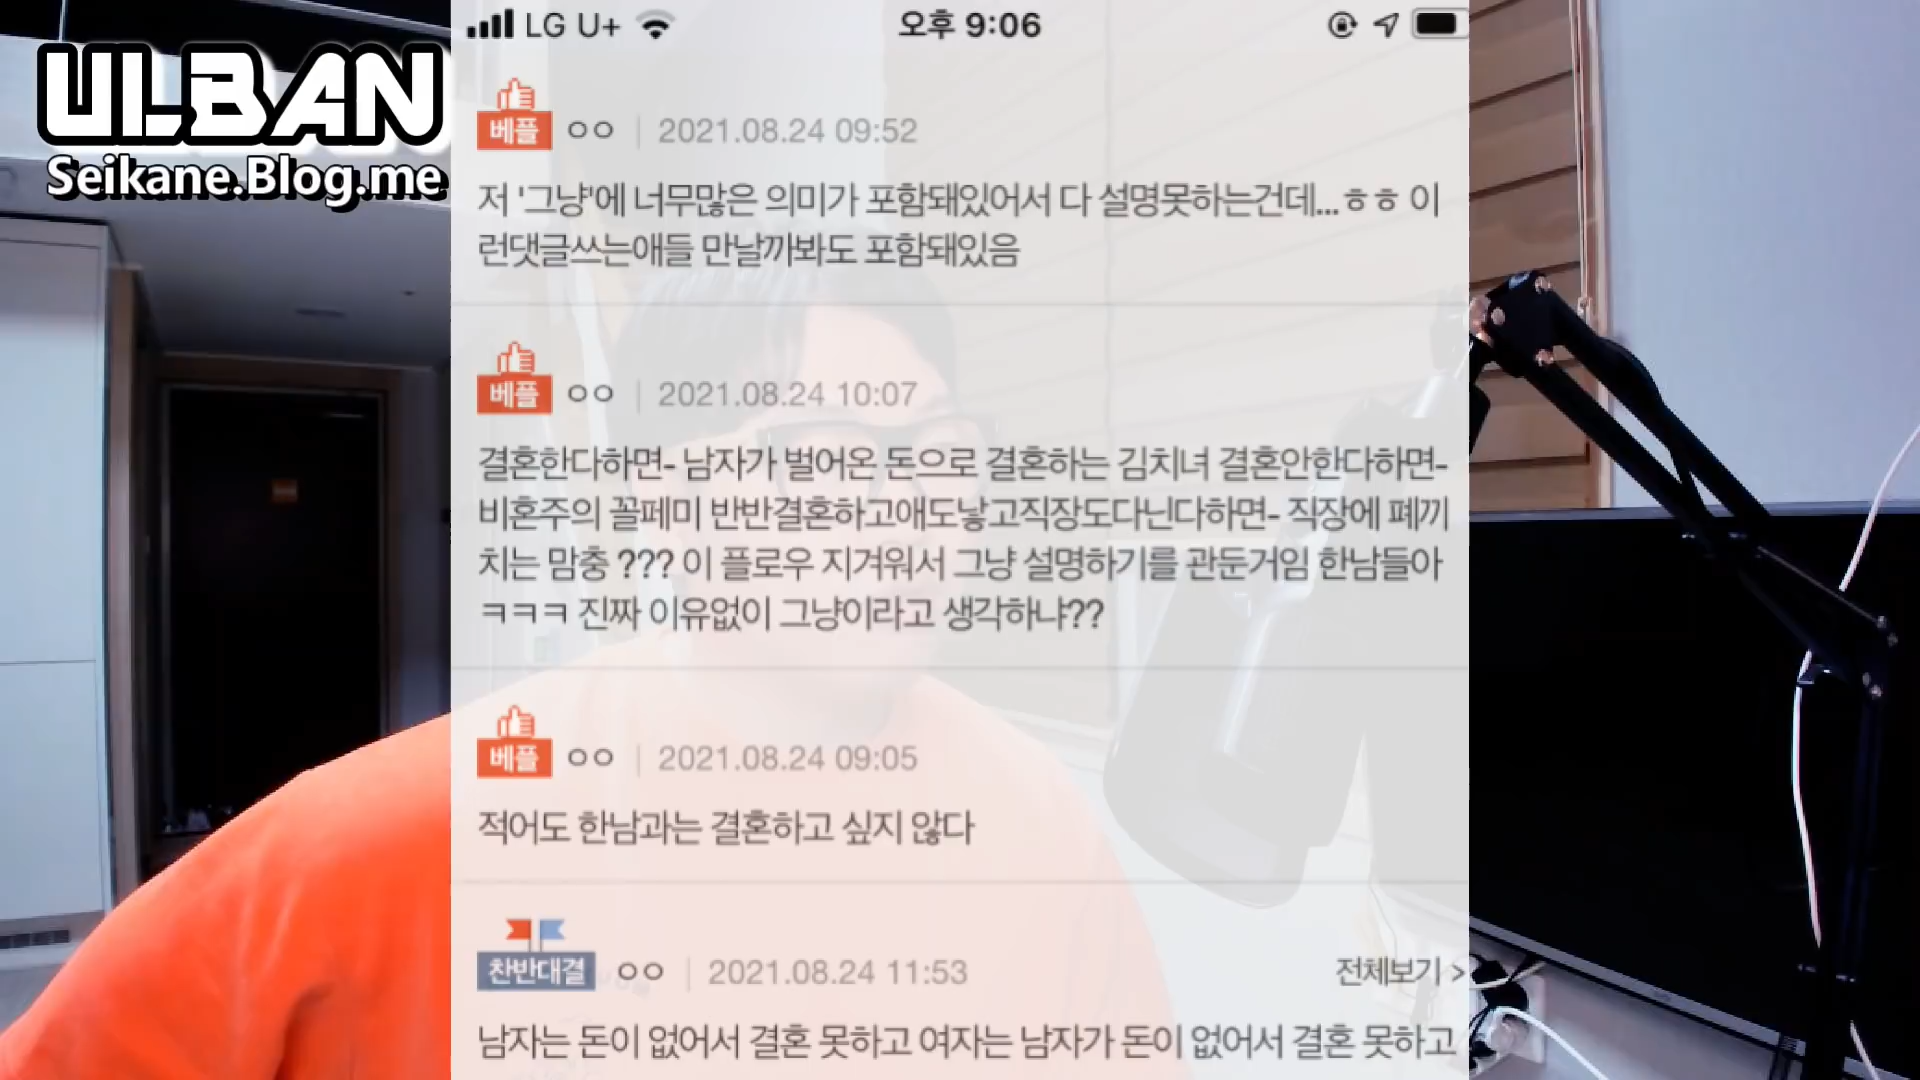 ULBAN
Seikane.Blog.me
LG U+
오후 9:06
베플 ㅇㅇ | 2021.08.24 09:52
저 '그냥'에 너무많은 의미가 포함돼있어서 다 설명못하는건데...ㅎㅎ 이
런댓글쓰는애들 만날까봐도 포함돼있음
베플 ㅇㅇ | 2021.08.24 10:07
결혼한다하면- 남자가 벌어온 돈으로 결혼하는 김치녀 결혼안한다하면-
비혼주의 꼴페미 반반결혼하고애도낳고직장도다닌다하면- 직장에 폐끼
치는 맘충 ??? 이 플로우 지겨워서 그냥 설명하기를 관둔거임 한남들아
ㅋㅋㅋ 진짜 이유없이 그냥이라고 생각하냐??
베플 ㅇㅇ | 2021.08.24 09:05
적어도 한남과는 결혼하고 싶지 않다
찬반대결 ㅇㅇ | 2021.08.24 11:53
전체보기 >
남자는 돈이 없어서 결혼 못하고 여자는 남자가 돈이 없어서 결혼 못하고